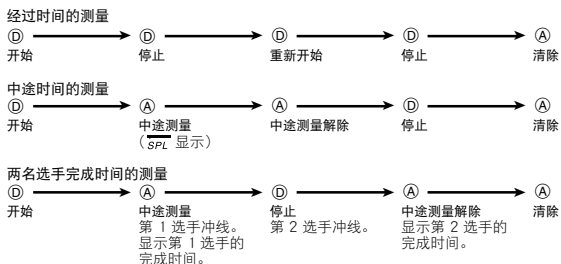 经过时间的测量
Ⓓ Ⓓ Ⓓ Ⓓ Ⓐ
开始 停止 重新开始 停止 清除
中途时间的测量
Ⓓ Ⓐ Ⓐ Ⓓ Ⓐ
开始 中途测量 中途测量解除 停止 清除
（SPL 显示）
两名选手完成时间的测量
Ⓓ Ⓐ Ⓓ Ⓐ Ⓐ
开始 中途测量 停止 中途测量解除 清除
第 1 选手冲线。 第 2 选手冲线。 显示第 2 选手的
显示第 1 选手的 完成时间。
完成时间。